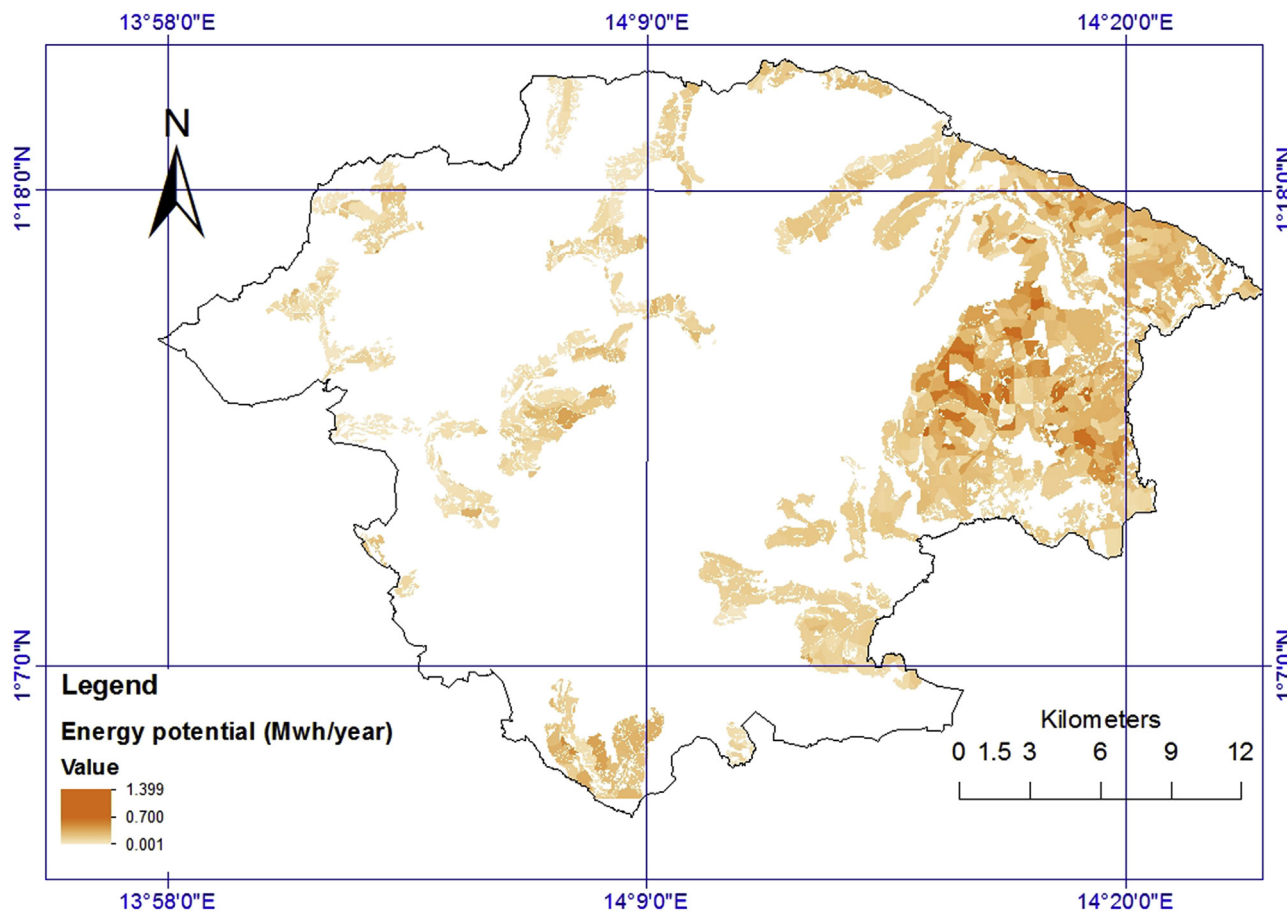 13°58'0"E 14°9'0"E 14°20'0"E
N
1°18'0"N 1°18'0"N
1°7'0"N 1°7'0"N
Legend
Energy potential (Mwh/year)
Value
1.399
0.700
0.001
Kilometers
0 1.5 3 6 9 12
13°58'0"E 14°9'0"E 14°20'0"E